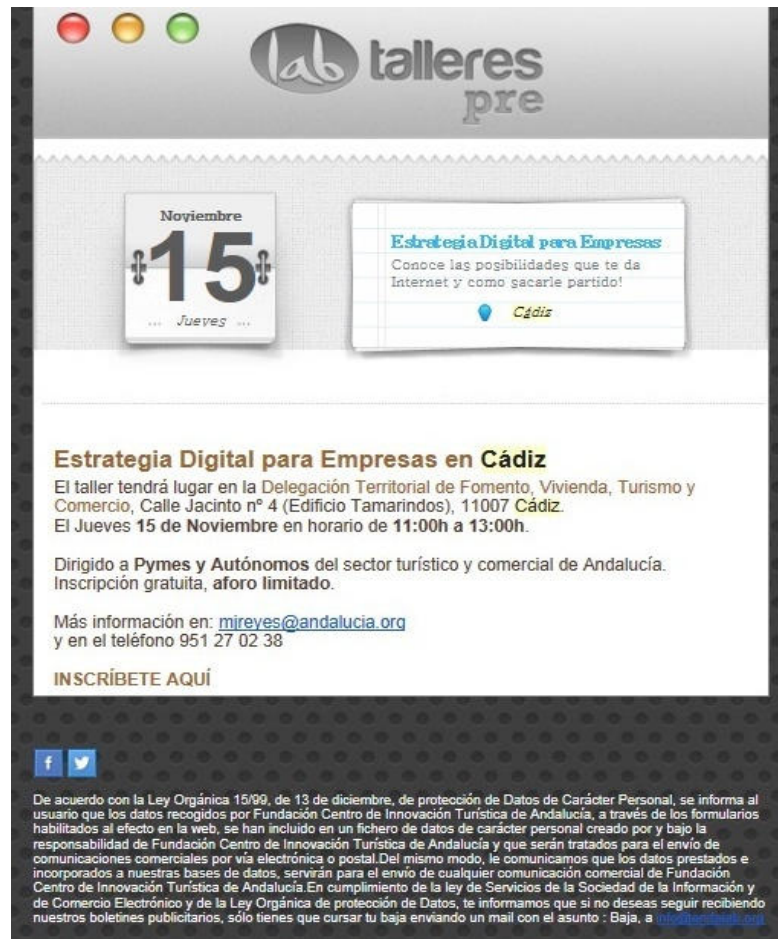 lab talleres
pre
Noviembre
15
... Jueves ...
Estrategia Digital para Empresas
Conoce las posibilidades que te da
Internet y como sacarle partido!
Cádiz
Estrategia Digital para Empresas en Cádiz
El taller tendrá lugar en la Delegación Territorial de Fomento, Vivienda, Turismo y
Comercio, Calle Jacinto nº 4 (Edificio Tamarindos), 11007 Cádiz.
El Jueves 15 de Noviembre en horario de 11:00h a 13:00h.
Dirigido a Pymes y Autónomos del sector turístico y comercial de Andalucía.
Inscripción gratuita, aforo limitado.
Más información en: mjreyes@andalucia.org
y en el teléfono 951 27 02 38
INSCRÍBETE AQUÍ
De acuerdo con la Ley Orgánica 15/99, de 13 de diciembre, de protección de Datos de Carácter Personal, se informa al
usuario que los datos recogidos por Fundación Centro de Innovación Turística de Andalucía, a través de los formularios
habilitados al efecto en la web, se han incluido en un fichero de datos de carácter personal creado por y bajo la
responsabilidad de Fundación Centro de Innovación Turística de Andalucía y que serán tratados para el envío de
comunicaciones comerciales por vía electrónica o postal.Del mismo modo, le comunicamos que los datos prestados e
incorporados a nuestras bases de datos, servirán para el envío de cualquier comunicación comercial de Fundación
Centro de Innovación Turística de Andalucía.En cumplimiento de la ley de Servicios de la Sociedad de la Información y
de Comercio Electrónico y de la Ley Orgánica de protección de Datos, te informamos que si no deseas seguir recibiendo
nuestros boletines publicitarios, sólo tienes que cursar tu baja enviando un mail con el asunto : Baja, a